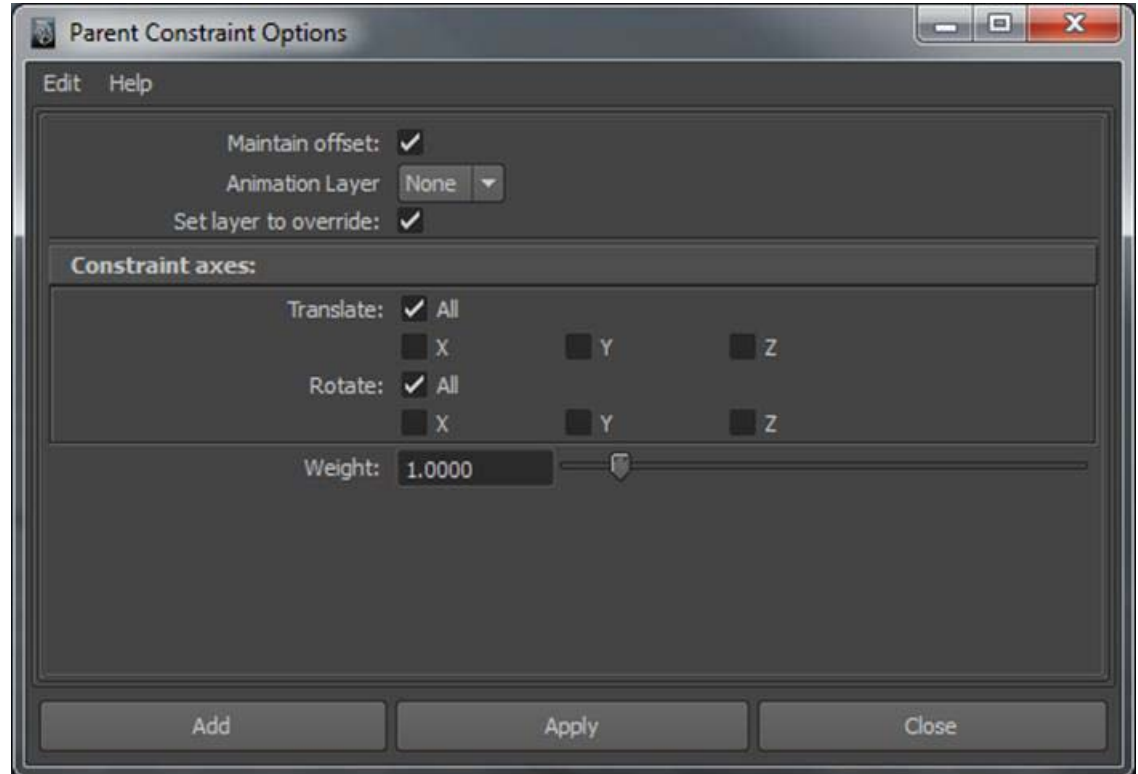 Parent Constraint Options
Edit Help
Maintain offset:
Animation Layer None
Set layer to override:
Constraint axes:
Translate: All
X Y Z
Rotate: All
X Y Z
Weight: 1.0000
Add Apply Close